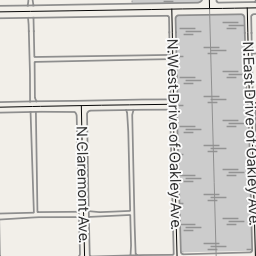 N. Claremont Ave.
N. West Drive of Oakley Ave.
N. East Drive of Oakley Ave.